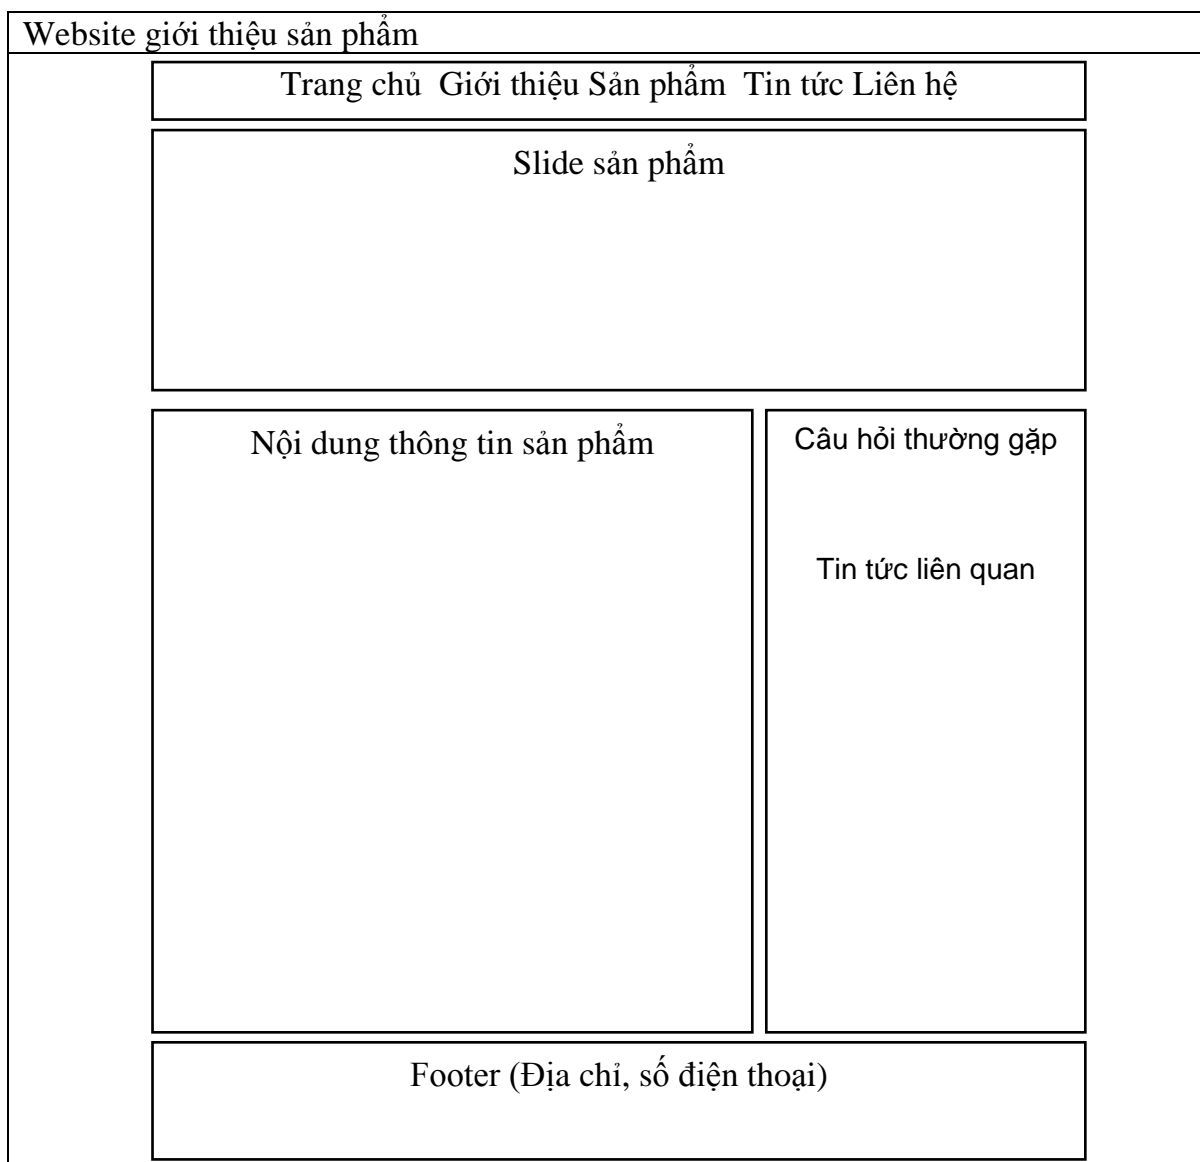 Website giới thiệu sản phẩm
Trang chủ  Giới thiệu Sản phẩm  Tin tức Liên hệ
Slide sản phẩm
Nội dung thông tin sản phẩm
Câu hỏi thường gặp
Tin tức liên quan
Footer (Địa chỉ, số điện thoại)